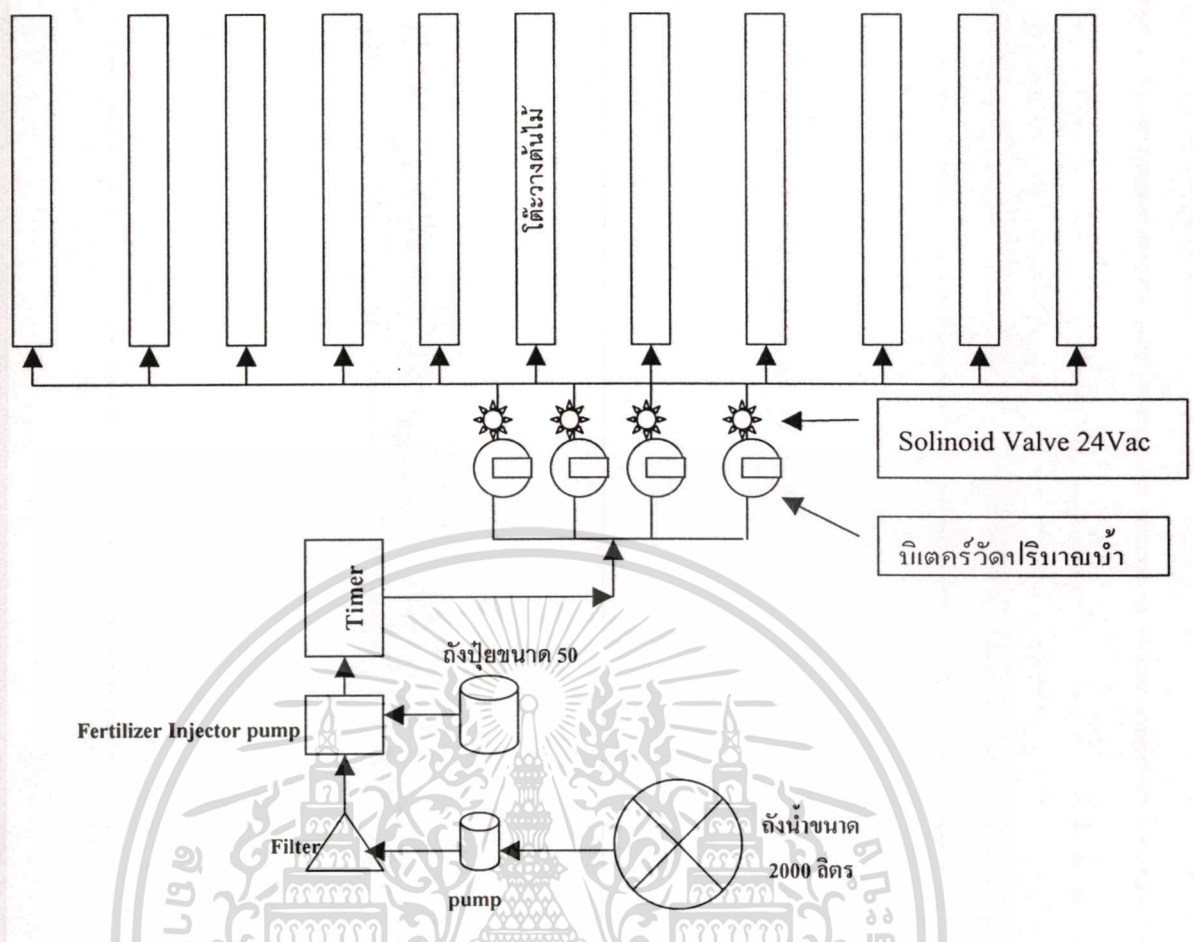 โต๊ะวางต้นไม้
Solinoid Valve 24Vac
มิเตอร์วัดปริมาณน้ำ
Timer
ถังปุ๋ยขนาด 50
Fertilizer Injector pump
Filter
pump
ถังน้ำขนาด
2000 ลิตร